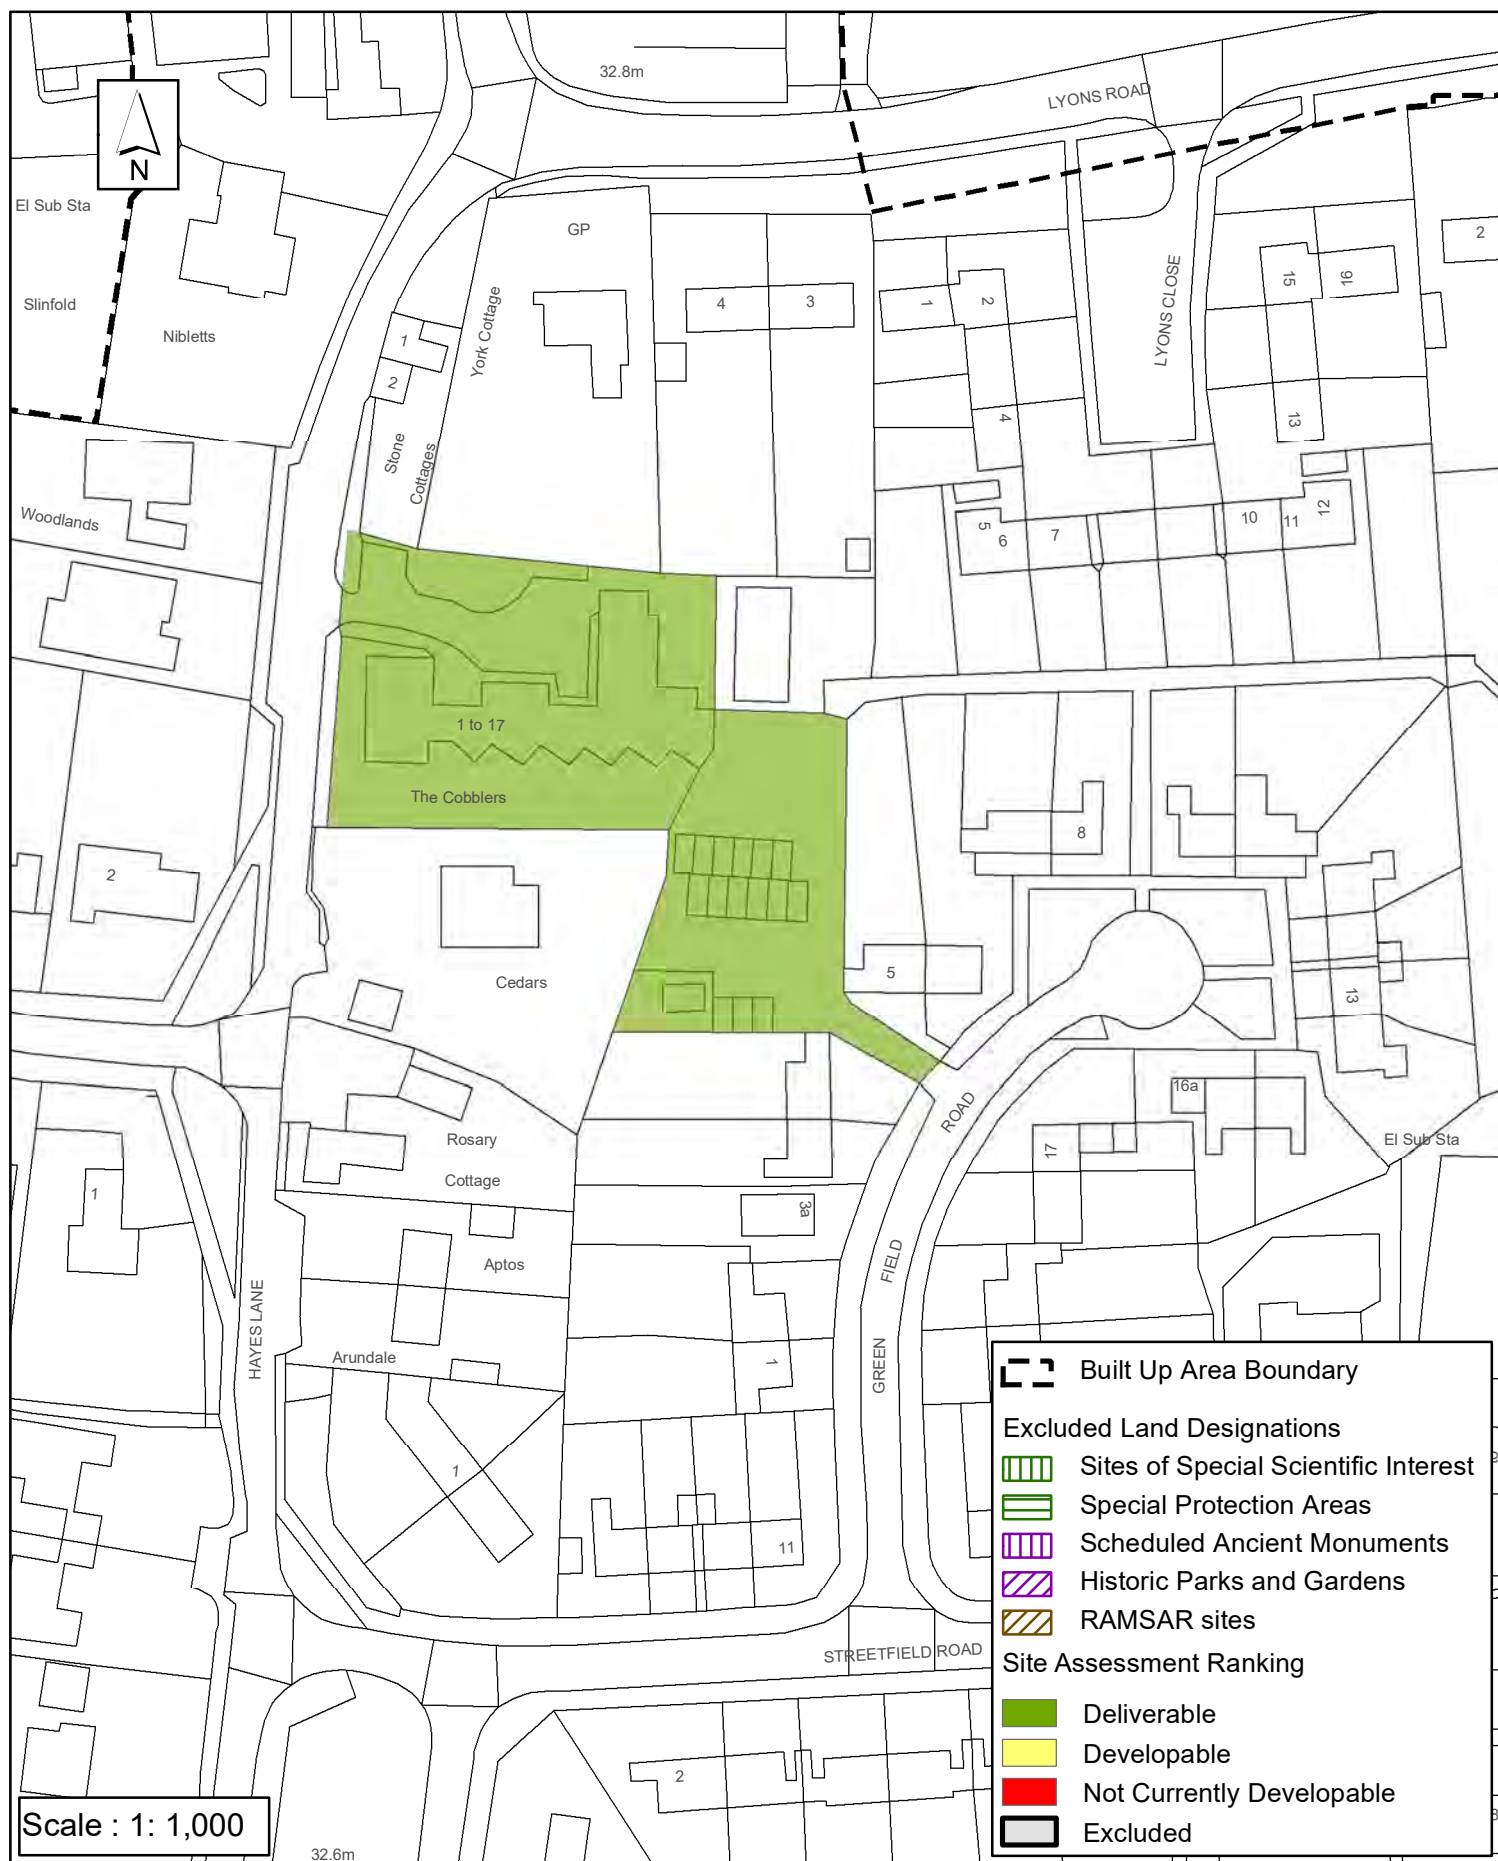 32.8m
LYONS ROAD
N
El Sub Sta
GP
2
Slinfold
Nibletts
York Cottage
4
3
1
2
LYONS CLOSE
15
16
1
2
Stone
Cottages
4
13
Woodlands
5
6
7
10
11
12
1 to 17
The Cobblers
8
2
Cedars
5
13
16a
ROAD
Rosary
Cottage
17
El Sub Sta
1
3a
Aptos
FIELD
HAYES LANE
Arundale
GREEN
1
1
11
STREETFIELD ROAD
2
32.6m
Scale : 1: 1,000
Built Up Area Boundary
Excluded Land Designations
Sites of Special Scientific Interest
Special Protection Areas
Scheduled Ancient Monuments
Historic Parks and Gardens
RAMSAR sites
Site Assessment Ranking
Deliverable
Developable
Not Currently Developable
Excluded